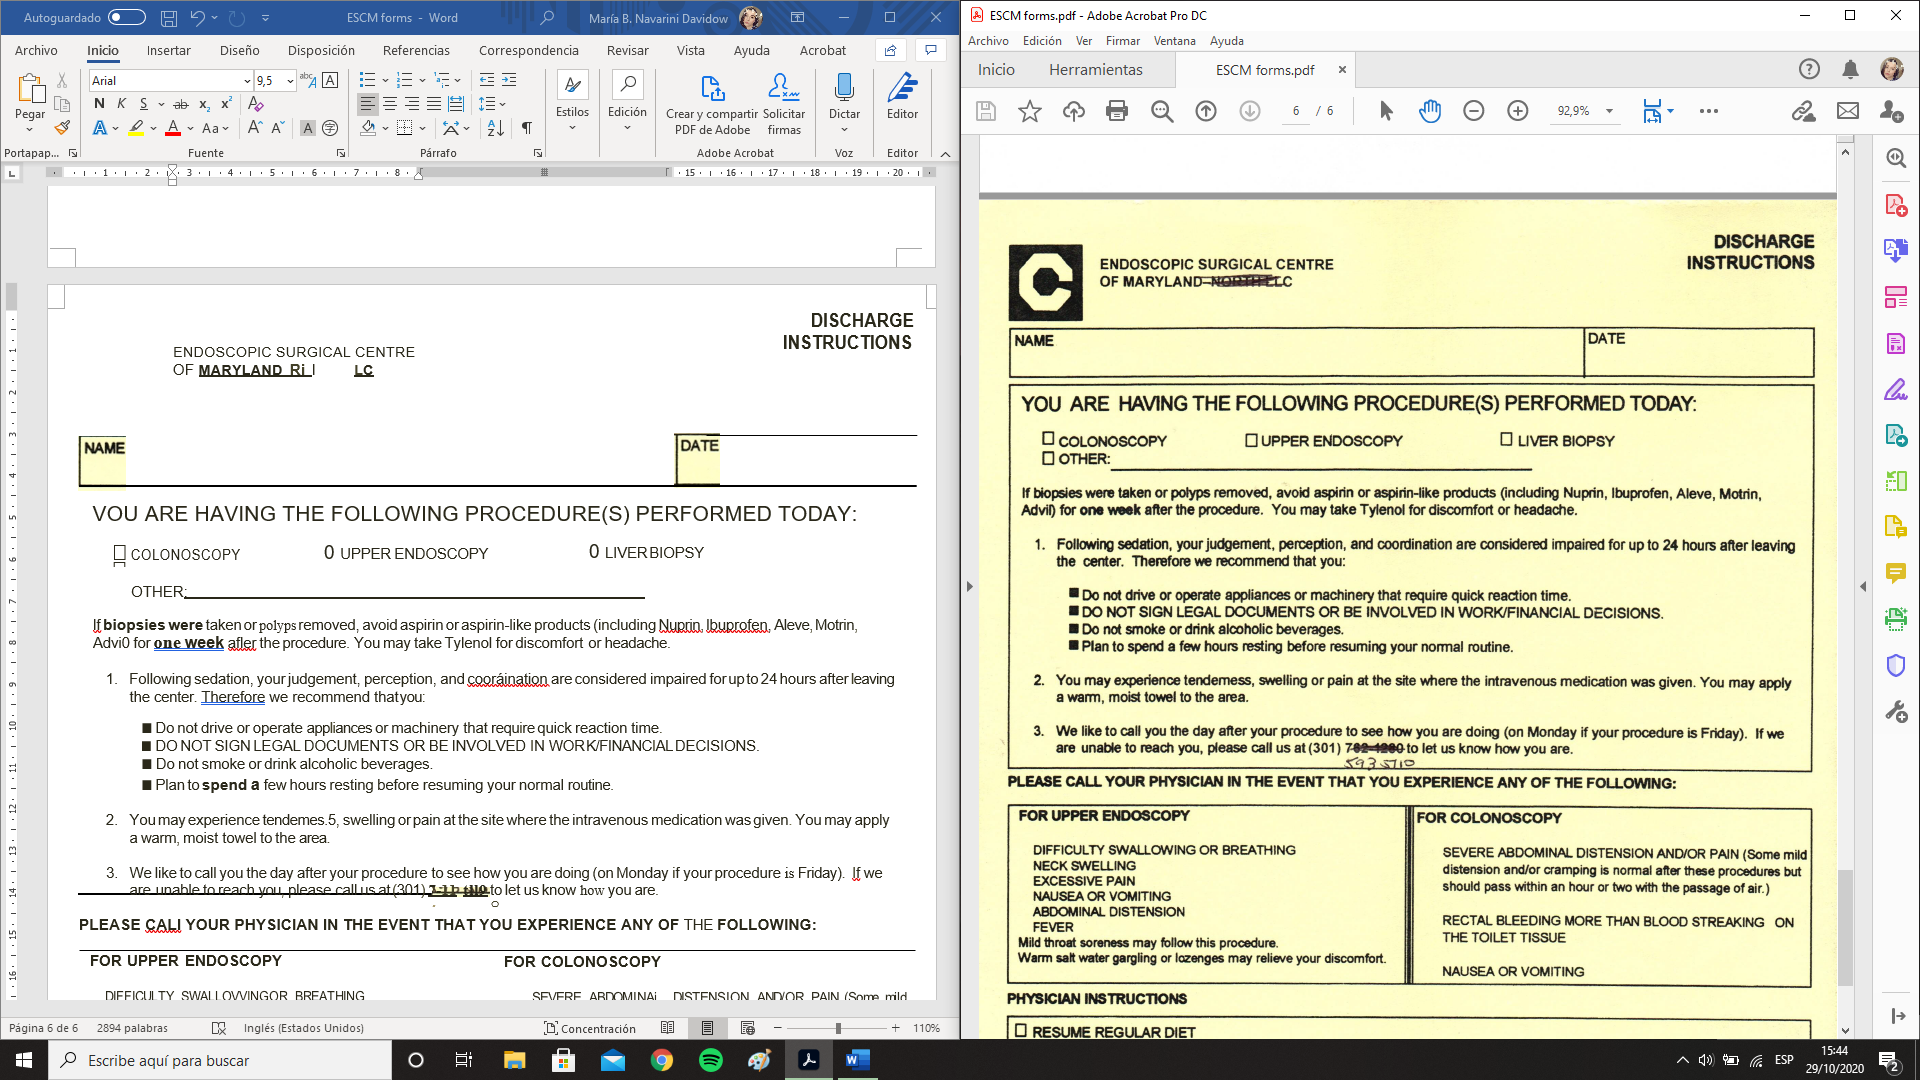 Autoguardado
ESCM forms - Word
María B. Navarini Davidow
Archivo Inicio Insertar Diseño Disposición Referencias Correspondencia Revisar Vista Ayuda Acrobat
Pegar
Arial 9,5
N K S ab x₂ x²
Aa
Estilos
Edición
Crear y compartir PDF de Adobe
Solicitar firmas
Dictar
Editor
Portapap... Fuente Párrafo Adobe Acrobat Voz Editor
DISCHARGE
INSTRUCTIONS
ENDOSCOPIC SURGICAL CENTRE
OF MARYLAND Ri I LC
NAME DATE
VOU ARE HAVING THE FOLLOWING PROCEDURE(S) PERFORMED TODAY:
COLONOSCOPY 0 UPPER ENDOSCOPY 0 LIVER BIOPSY
OTHER:
If biopsies were taken or polyps removed, avoid aspirin or aspirin-like products (including Nuprin, Ibuprofen, Aleve, Motrin,
Advi0 for one week afler the procedure. You may take Tylenol for discomfort or headache.
1. Following sedation, your judgement, perception, and cooráination are considered impaired for up to 24 hours after leaving
the center. Therefore we recommend that you:
■ Do not drive or operate appliances or machinery that require quick reaction time.
■ DO NOT SIGN LEGAL DOCUMENTS OR BE INVOLVED IN WORK/FINANCIAL DECISIONS.
■ Do not smoke or drink alcoholic beverages.
■ Plan to spend a few hours resting before resuming your normal routine.
2. You may experience tendemes.5, swelling or pain at the site where the intravenous medication was given. You may apply
a warm, moist towel to the area.
3. We like to call you the day after your procedure to see how you are doing (on Monday if your procedure is Friday). If we
are unable to reach you, please call us at (301) to let us know how you are.
PLEASE CALI YOUR PHYSICIAN IN THE EVENT THAT YOU EXPERIENCE ANY OF THE FOLLOWING:
FOR UPPER ENDOSCOPY FOR COLONOSCOPY
DIFFICULTY SWALLOVVINGOR BREATHING SEVERE ABDOMINAi DISTENSION AND/OR PAIN (Some mild
Página 6 de 6 2894 palabras Inglés (Estados Unidos) Concentración 110%
ESCM forms.pdf - Adobe Acrobat Pro DC
Archivo Edición Ver Firmar Ventana Ayuda
Inicio Herramientas ESCM forms.pdf
6 / 6 92,9%
DISCHARGE
INSTRUCTIONS
ENDOSCOPIC SURGICAL CENTRE
OF MARYLAND NORTH LLC
NAME DATE
YOU ARE HAVING THE FOLLOWING PROCEDURE(S) PERFORMED TODAY:
COLONOSCOPY UPPER ENDOSCOPY LIVER BIOPSY
OTHER:
If biopsies were taken or polyps removed, avoid aspirin or aspirin-like products (including Nuprin, Ibuprofen, Aleve, Motrin,
Advil) for one week after the procedure. You may take Tylenol for discomfort or headache.
1. Following sedation, your judgement, perception, and coordination are considered impaired for up to 24 hours after leaving
the center. Therefore we recommend that you:
■ Do not drive or operate appliances or machinery that require quick reaction time.
■ DO NOT SIGN LEGAL DOCUMENTS OR BE INVOLVED IN WORK/FINANCIAL DECISIONS.
■ Do not smoke or drink alcoholic beverages.
■ Plan to spend a few hours resting before resuming your normal routine.
2. You may experience tenderness, swelling or pain at the site where the intravenous medication was given. You may apply
a warm, moist towel to the area.
3. We like to call you the day after your procedure to see how you are doing (on Monday if your procedure is Friday). If we
are unable to reach you, please call us at (301) to let us know how you are.
593 5110
PLEASE CALL YOUR PHYSICIAN IN THE EVENT THAT YOU EXPERIENCE ANY OF THE FOLLOWING:
FOR UPPER ENDOSCOPY
DIFFICULTY SWALLOWING OR BREATHING
NECK SWELLING
EXCESSIVE PAIN
NAUSEA OR VOMITING
ABDOMINAL DISTENSION
FEVER
Mild throat soreness may follow this procedure.
Warm salt water gargling or lozenges may relieve your discomfort.
FOR COLONOSCOPY
SEVERE ABDOMINAL DISTENSION AND/OR PAIN (Some mild
distension and/or cramping is normal after these procedures but
should pass within an hour or two with the passage of air.)
RECTAL BLEEDING MORE THAN BLOOD STREAKING ON
THE TOILET TISSUE
NAUSEA OR VOMITING
PHYSICIAN INSTRUCTIONS
RESUME REGULAR DIET
Escribe aquí para buscar
ESP
15:44
29/10/2020
2